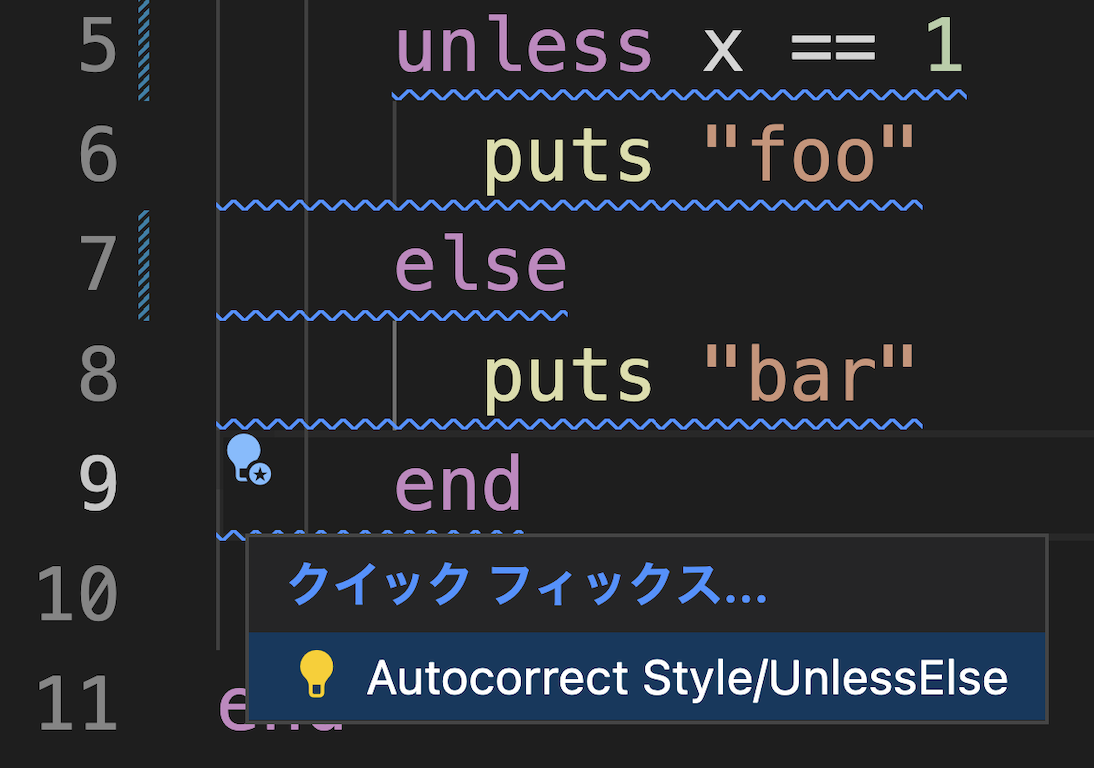 5 unless x == 1
6 puts "foo"
7 else
8 puts "bar"
9 end
クイック フィックス...
10
Autocorrect Style/UnlessElse
11 end